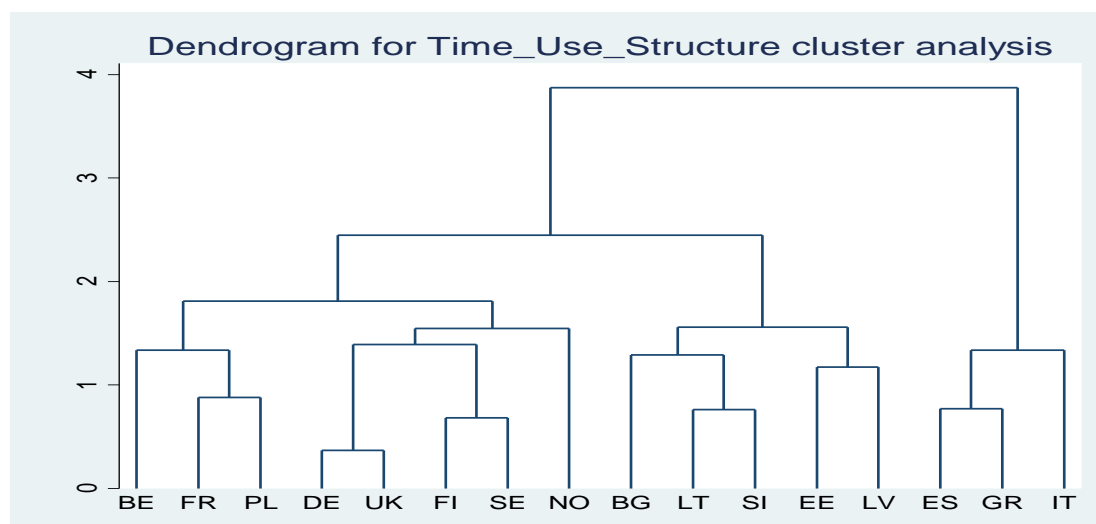 Dendrogram for Time_Use_Structure cluster analysis
4
3
2
1
0
BE FR PL DE UK FI SE NO BG LT SI EE LV ES GR IT